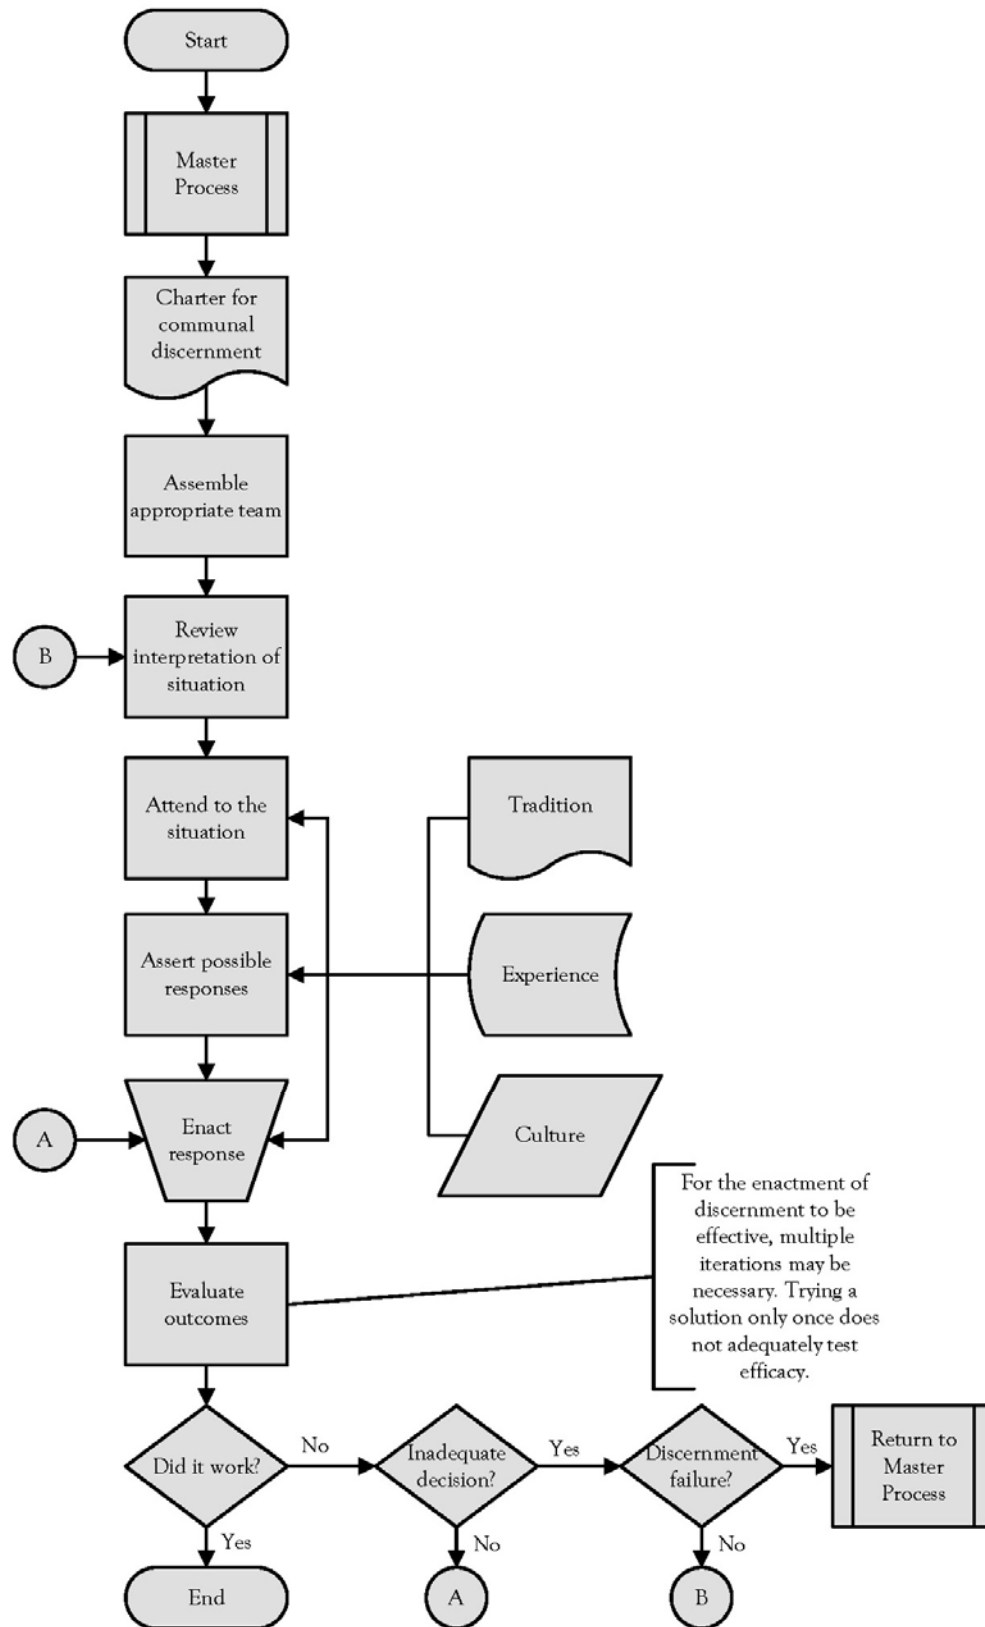 Start
Master
Process
Charter for
communal
discernment
Assemble
appropriate team
B
Review
interpretation of
situation
Attend to the
situation
Tradition
Assert possible
responses
Experience
A
Enact
response
Culture
For the enactment of
discernment to be
effective, multiple
iterations may be
necessary. Trying a
solution only once does
not adequately test
efficacy.
Evaluate
outcomes
Did it work?
No
Inadequate
decision?
Yes
Discernment
failure?
Yes
Return to
Master
Process
Yes
No
No
End
A
B